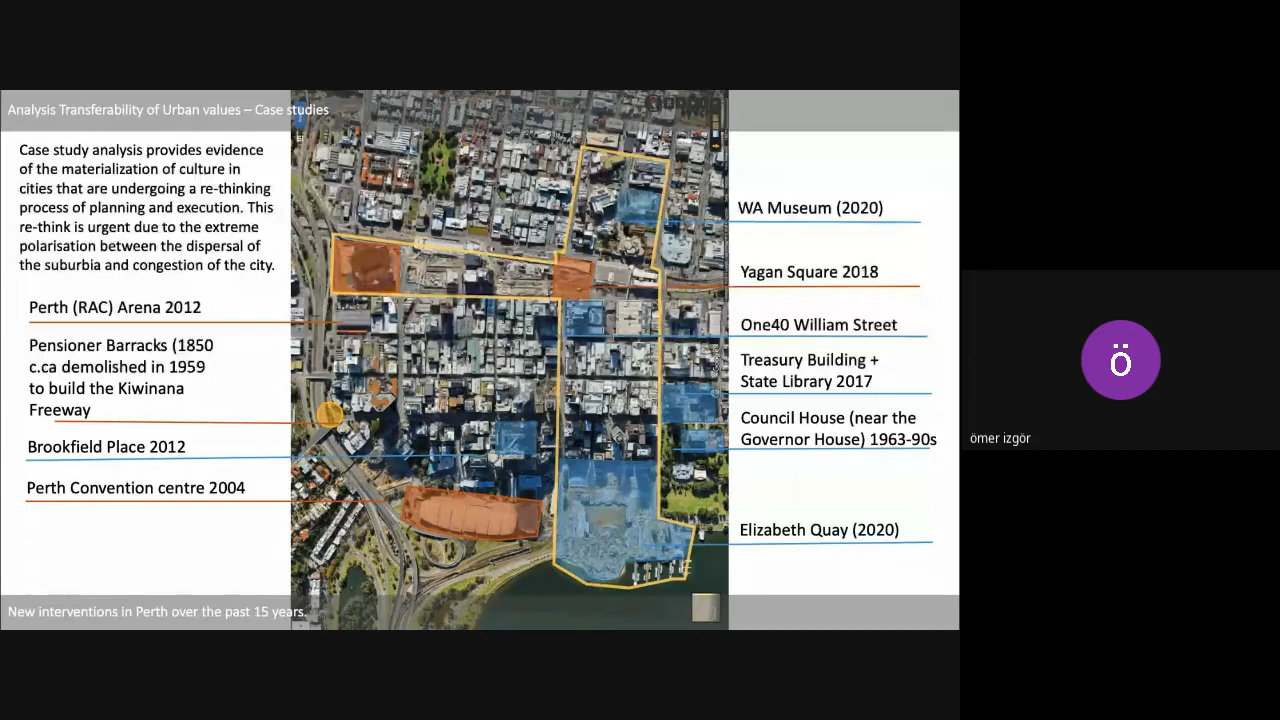 Analysis Transferability of Urban values – Case studies
Case study analysis provides evidence
of the materialization of culture in
cities that are undergoing a re-thinking
process of planning and execution. This
re-think is urgent due to the extreme
polarisation between the dispersal of
the suburbia and congestion of the city.
Perth (RAC) Arena 2012
Pensioner Barracks (1850
c.ca demolished in 1959
to build the Kiwinana
Freeway
Brookfield Place 2012
Perth Convention centre 2004
WA Museum (2020)
Yagan Square 2018
One40 William Street
Treasury Building +
State Library 2017
Council House (near the
Governor House) 1963-90s
Elizabeth Quay (2020)
New interventions in Perth over the past 15 years.
ö
ömer izgör